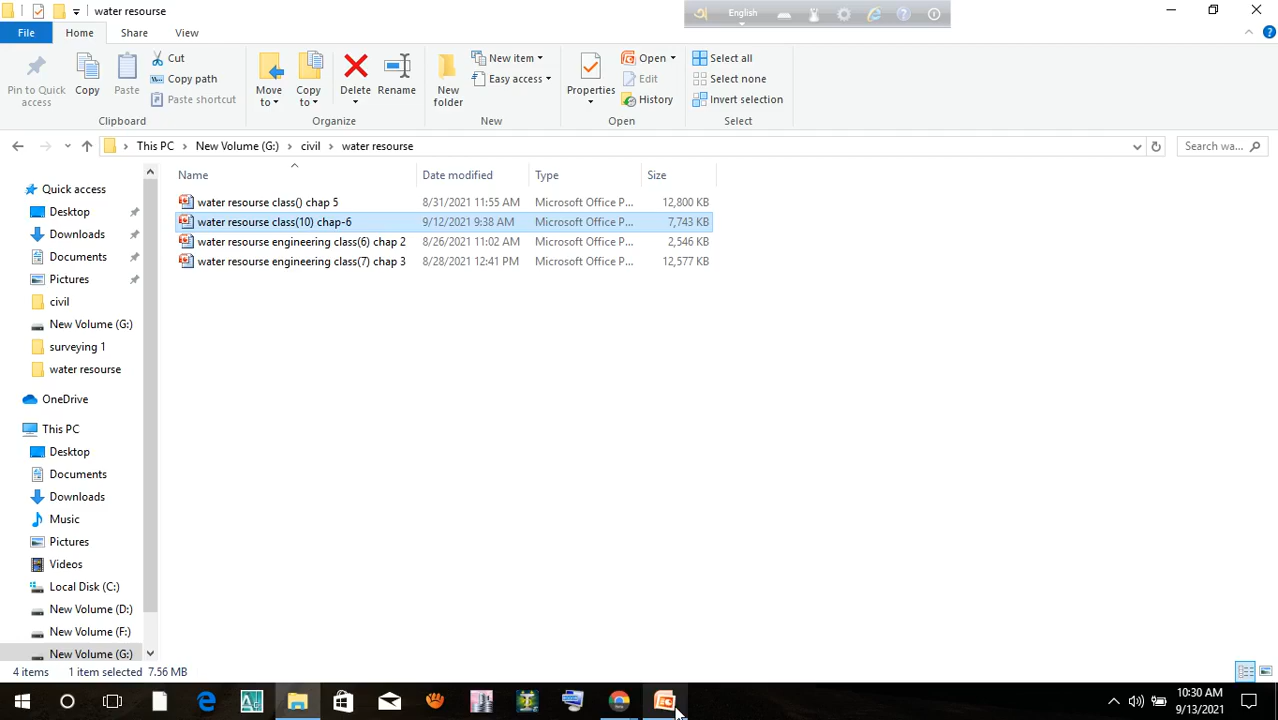 water resourse
English
File
Home
Share
View
Pin to Quick access
Copy
Paste
Cut
Copy path
Paste shortcut
Clipboard
Move to
Copy to
Delete
Rename
Organize
New folder
New item
Easy access
New
Properties
Open
Edit
History
Open
Select all
Select none
Invert selection
Select
This PC > New Volume (G:) > civil > water resourse
Search wa...
Name Date modified Type Size
water resourse class() chap 5 8/31/2021 11:55 AM Microsoft Office P... 12,800 KB
water resourse class(10) chap-6 9/12/2021 9:38 AM Microsoft Office P... 7,743 KB
water resourse engineering class(6) chap 2 8/26/2021 11:02 AM Microsoft Office P... 2,546 KB
water resourse engineering class(7) chap 3 8/28/2021 12:41 PM Microsoft Office P... 12,577 KB
Quick access
Desktop
Downloads
Documents
Pictures
civil
New Volume (G:)
surveying 1
water resourse
OneDrive
This PC
Desktop
Documents
Downloads
Music
Pictures
Videos
Local Disk (C:)
New Volume (D:)
New Volume (F:)
New Volume (G:)
4 items 1 item selected 7.56 MB
10:30 AM
9/13/2021